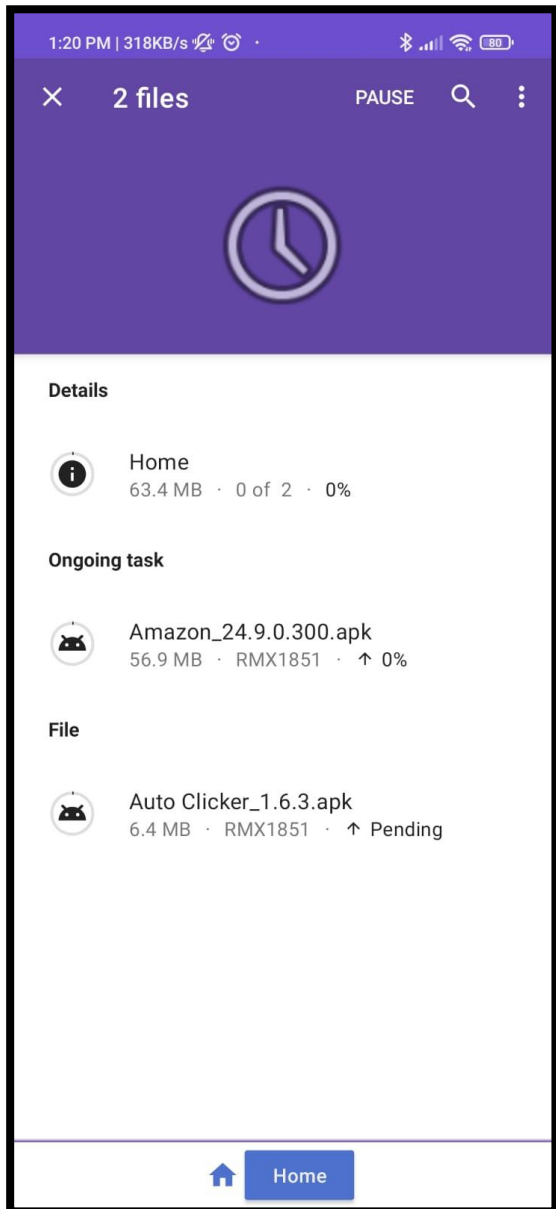 1:20 PM | 318KB/s
80
2 files
PAUSE
Details
Home
63.4 MB · 0 of 2 · 0%
Ongoing task
Amazon_24.9.0.300.apk
56.9 MB · RMX1851 · ↑ 0%
File
Auto Clicker_1.6.3.apk
6.4 MB · RMX1851 · ↑ Pending
Home